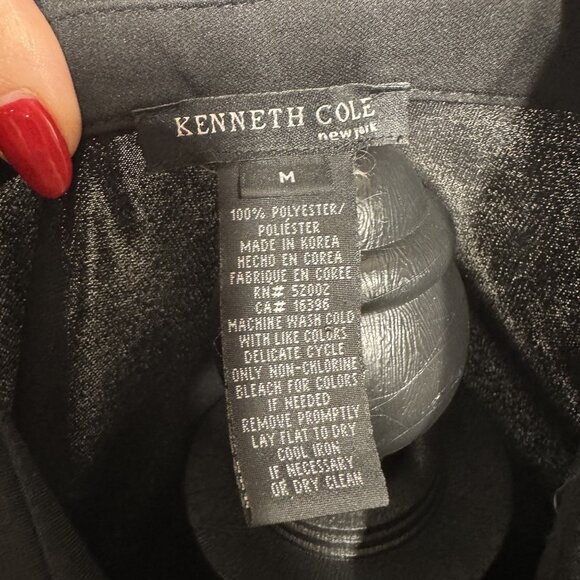 KENNETH COLE
new york
M
100% POLYESTER/
POLIÉSTER
MADE IN KOREA
HECHO EN COREA
FABRIQUE EN COREE
RN# 52002
CA# 16396
MACHINE WASH COLD
WITH LIKE COLORS
DELICATE CYCLE
ONLY NON-CHLORINE
BLEACH FOR COLORS
IF NEEDED
REMOVE PROMPTLY
LAY FLAT TO DRY
COOL IRON
IF NECESSARY
OR DRY CLEAN